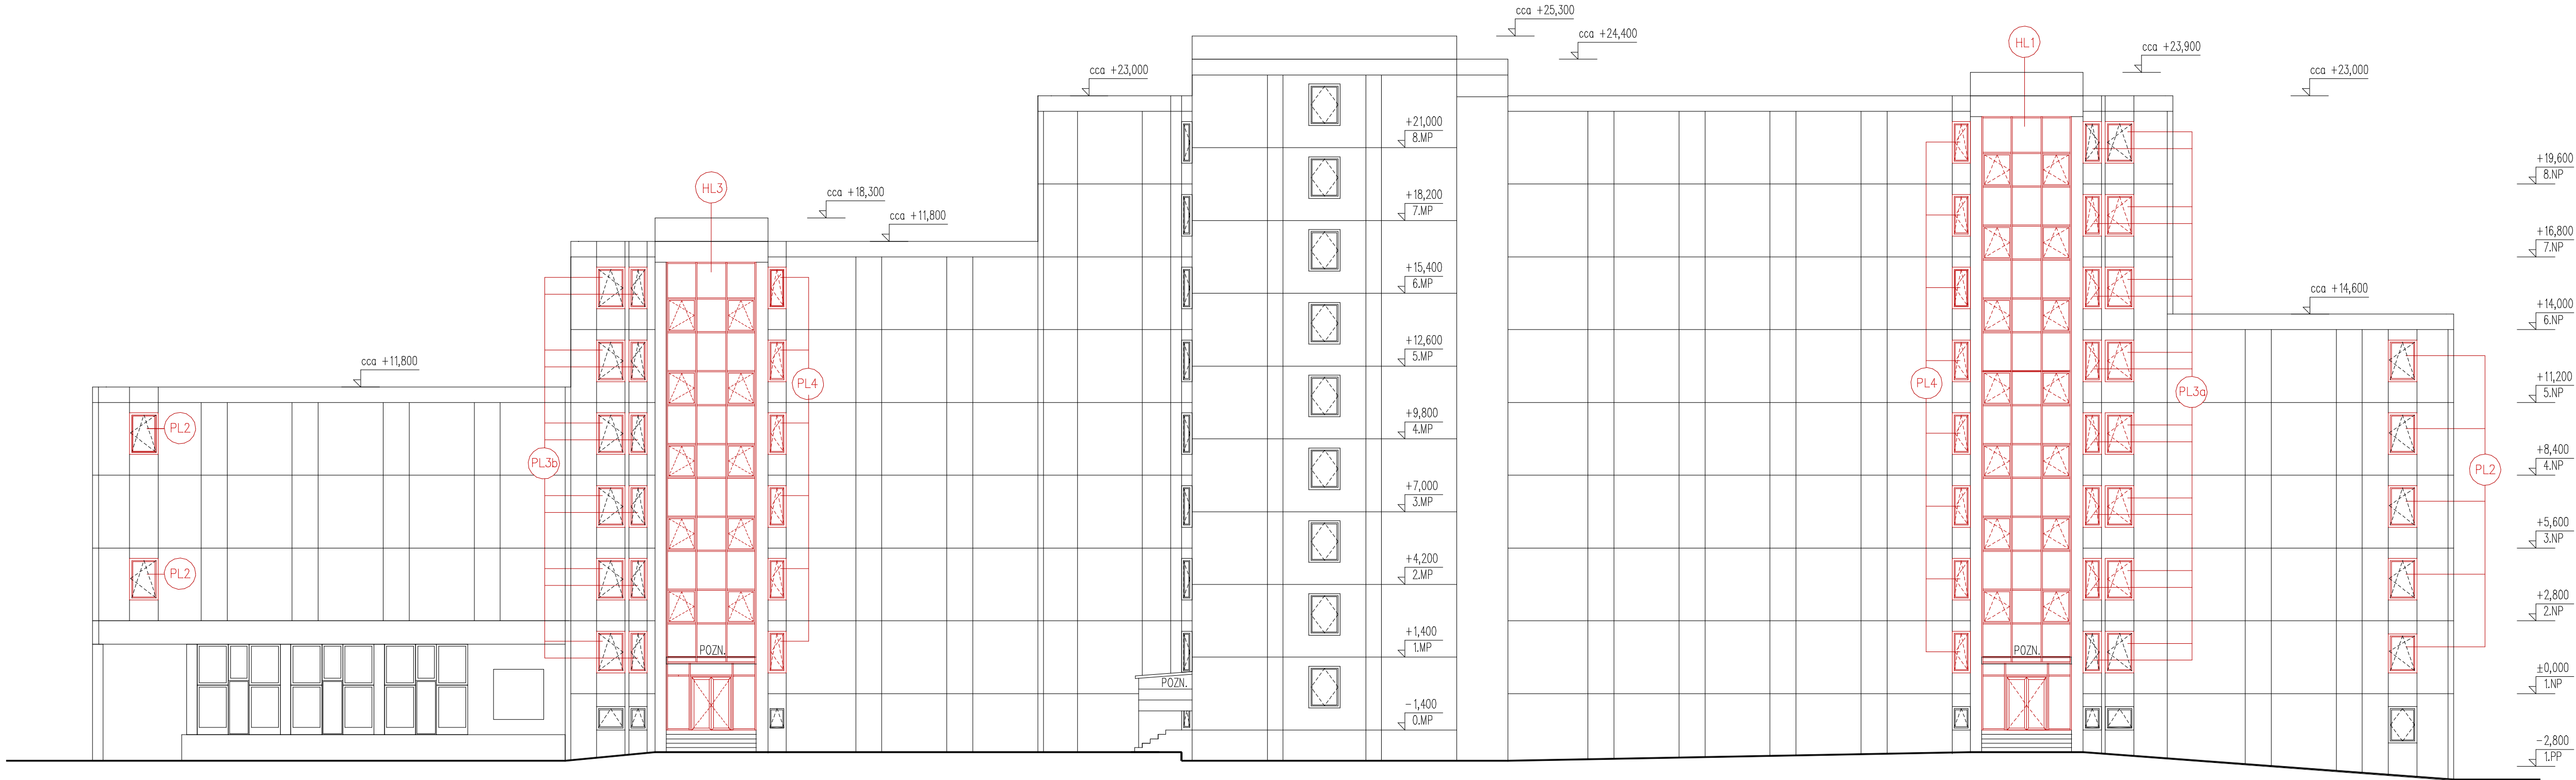 cca +25,300
cca +24,400
HL1
cca +23,900
cca +23,000
cca +23,000
+21,000
8.MP
+19,600
8.NP
HL3
cca +18,300
cca +11,800
+18,200
7.MP
+16,800
7.NP
+15,400
6.MP
cca +14,600
+14,000
6.NP
cca +11,800
+12,600
5.MP
PL4
PL4
PL3a
+11,200
5.NP
PL2
+9,800
4.MP
PL3b
+8,400
4.NP
PL2
+7,000
3.MP
+5,600
3.NP
PL2
+4,200
2.MP
+2,800
2.NP
+1,400
1.MP
POZN.
POZN.
POZN.
±0,000
1.NP
-1,400
0.MP
-2,800
1.PP